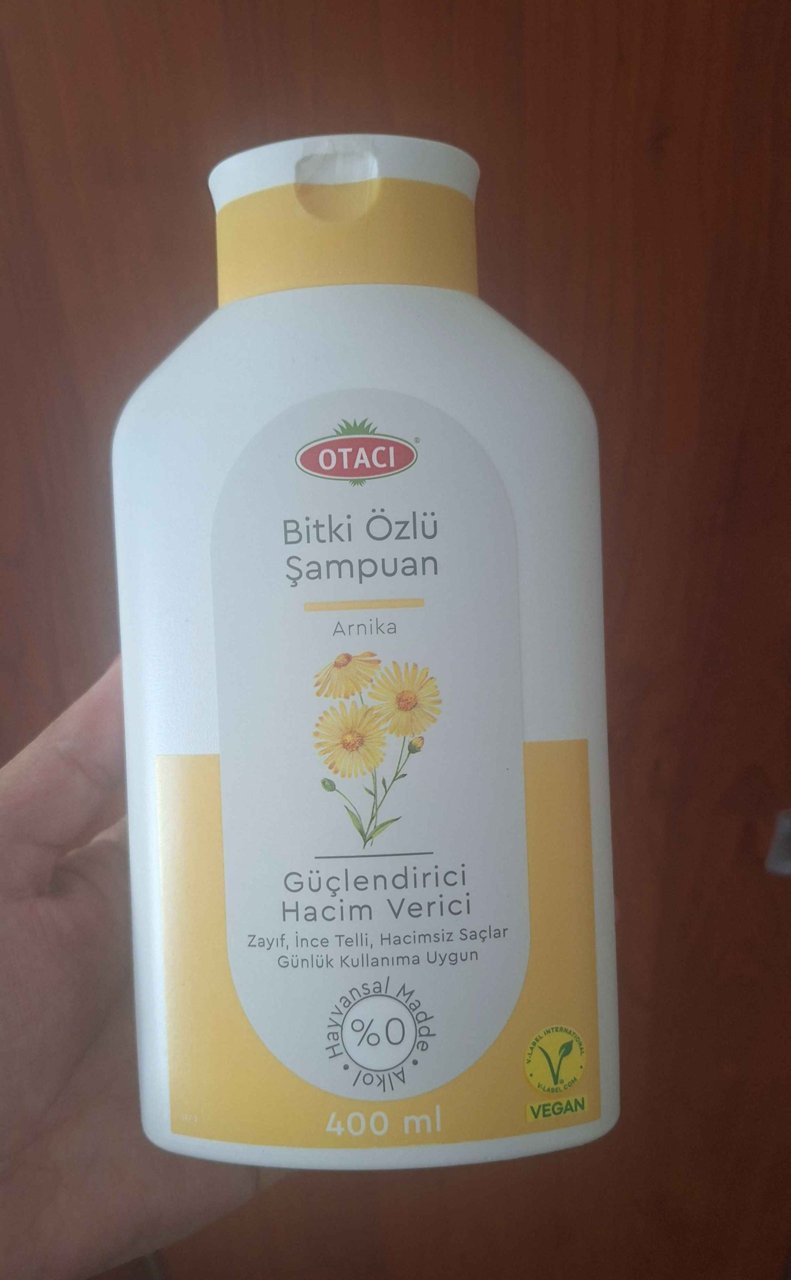 OTACI
Bitki Özlü
Şampuan
Arnika
Güçlendirici
Hacim Verici
Zayıf, İnce Telli, Hacimsiz Saçlar
Günlük Kullanıma Uygun
Hayvansal Madde • Alkol •
%0
V-LABEL INTERNATIONAL
V-LABEL.COM
VEGAN
400 ml